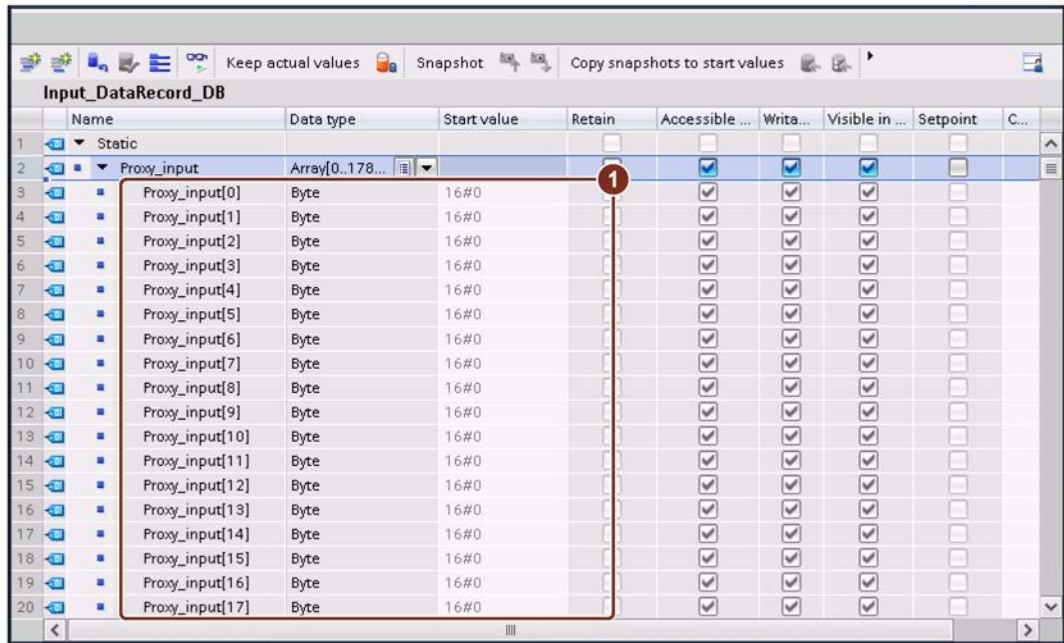 Keep actual values Snapshot Copy snapshots to start values
Input_DataRecord_DB
Name Data type Start value Retain Accessible ... Writa... Visible in ... Setpoint C...
1 Static
2 Proxy_input Array[0..178...
1
3 Proxy_input[0] Byte 16#0
4 Proxy_input[1] Byte 16#0
5 Proxy_input[2] Byte 16#0
6 Proxy_input[3] Byte 16#0
7 Proxy_input[4] Byte 16#0
8 Proxy_input[5] Byte 16#0
9 Proxy_input[6] Byte 16#0
10 Proxy_input[7] Byte 16#0
11 Proxy_input[8] Byte 16#0
12 Proxy_input[9] Byte 16#0
13 Proxy_input[10] Byte 16#0
14 Proxy_input[11] Byte 16#0
15 Proxy_input[12] Byte 16#0
16 Proxy_input[13] Byte 16#0
17 Proxy_input[14] Byte 16#0
18 Proxy_input[15] Byte 16#0
19 Proxy_input[16] Byte 16#0
20 Proxy_input[17] Byte 16#0